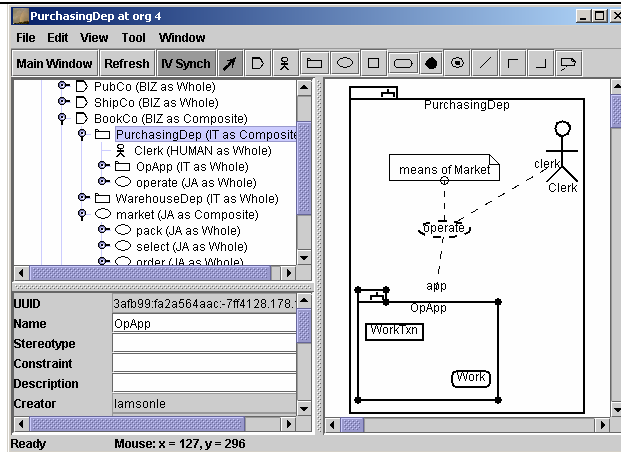 PurchasingDep at org 4
File Edit View Tool Window
Main Window Refresh IV Synch
PubCo (BIZ as Whole)
ShipCo (BIZ as Whole)
BookCo (BIZ as Composite)
PurchasingDep (IT as Composite
Clerk (HUMAN as Whole)
OpApp (IT as Whole)
operate (JA as Whole)
WarehouseDep (IT as Whole)
market (JA as Composite)
pack (JA as Whole)
select (JA as Whole)
order (JA as Whole)
UUID 3afb99:fa2a564aac:-7ff4128.178.
Name OpApp
Stereotype
Constraint
Description
Creator lamsonle
PurchasingDep
means of Market
clerk
Clerk
operate
app
OpApp
WorkTxn
Work
Ready Mouse: x = 127, y = 296